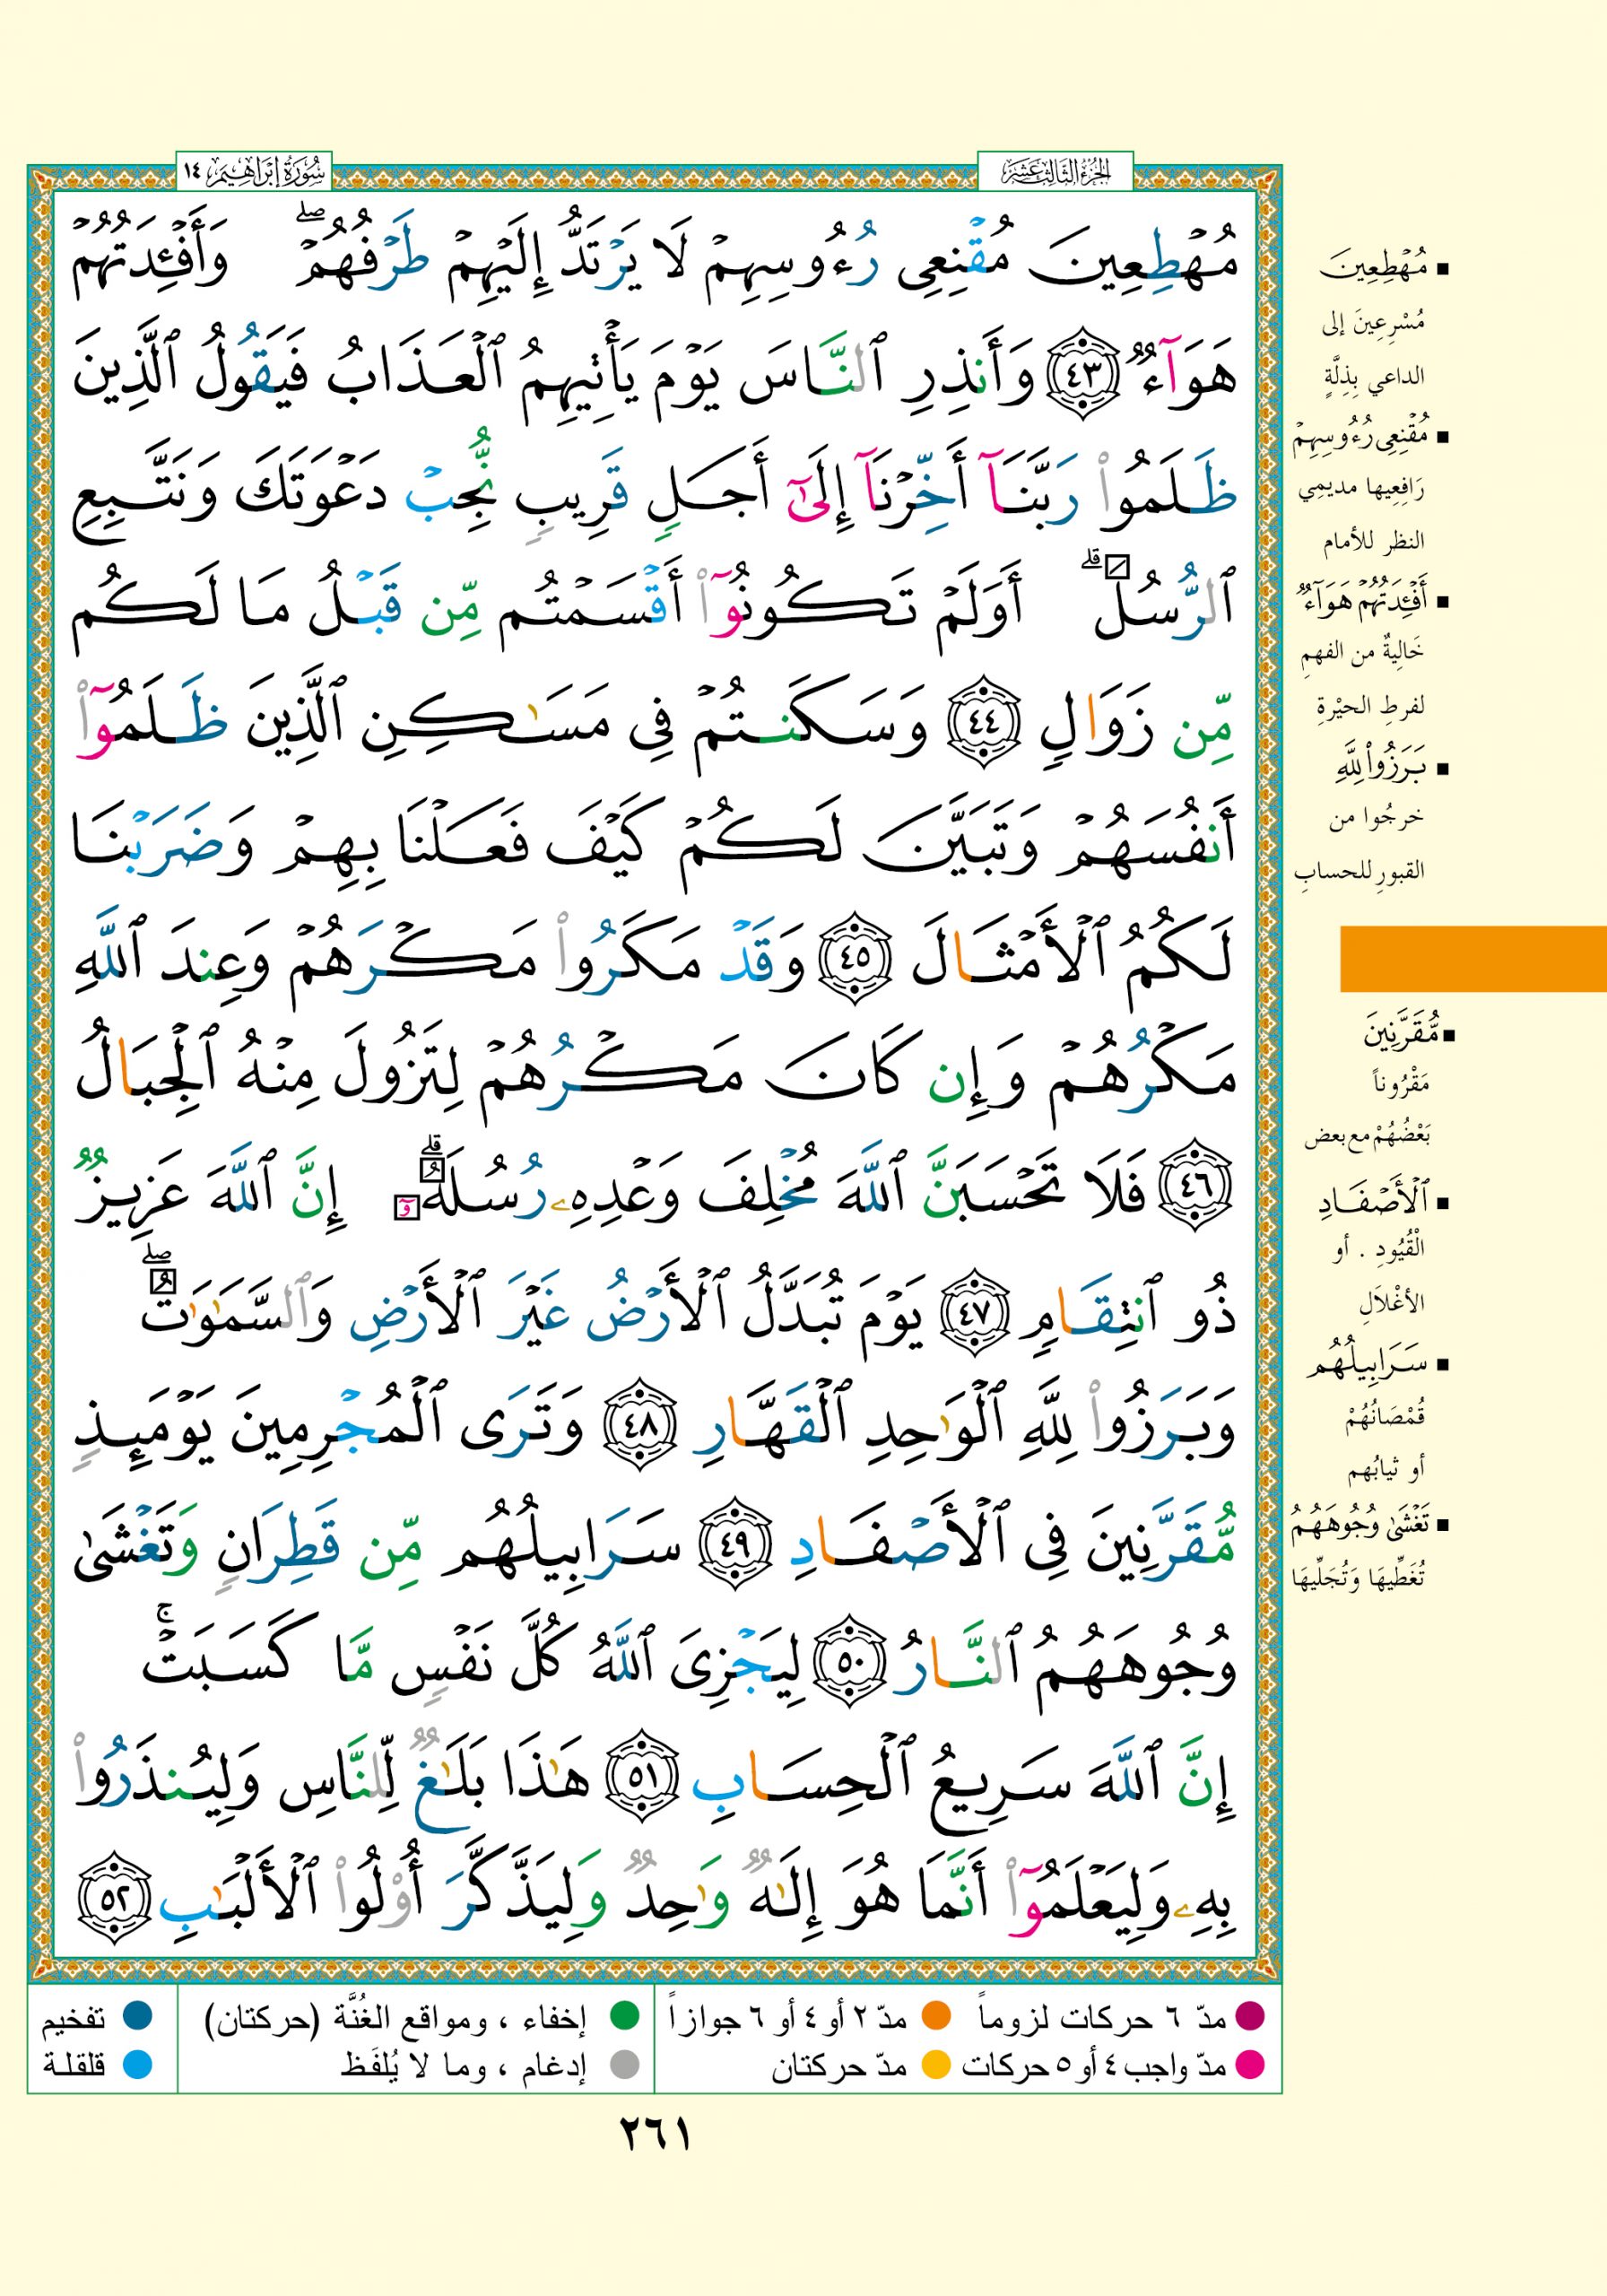 الجزء الثالث عشر
سورة إبراهيم ١٤
مُهْطِعِينَ مُقْنِعِى رُءُوسِهِمْ لَا يَرْتَدُّ إِلَيْهِمْ طَرْفُهُمْ ۖ وَأَفْـِٔدَتُهُمْ
هَوَآءٌ ٤٣ وَأَنذِرِ ٱلنَّاسَ يَوْمَ يَأْتِيهِمُ ٱلْعَذَابُ فَيَقُولُ ٱلَّذِينَ
ظَلَمُوا۟ رَبَّنَآ أَخِّرْنَآ إِلَىٰٓ أَجَلٍ قَرِيبٍ نُّجِبْ دَعْوَتَكَ وَنَتَّبِعِ
ٱلرُّسُلَ ۗ أَوَلَمْ تَكُونُوٓا۟ أَقْسَمْتُم مِّن قَبْلُ مَا لَكُم
مِّن زَوَالٍ ٤٤ وَسَكَنتُمْ فِى مَسَـٰكِنِ ٱلَّذِينَ ظَلَمُوٓا۟
أَنفُسَهُمْ وَتَبَيَّنَ لَكُمْ كَيْفَ فَعَلْنَا بِهِمْ وَضَرَبْنَا
لَكُمُ ٱلْأَمْثَالَ ٤٥ وَقَدْ مَكَرُوا۟ مَكْرَهُمْ وَعِندَ ٱللَّهِ
مَكْرُهُمْ وَإِن كَانَ مَكْرُهُمْ لِتَزُولَ مِنْهُ ٱلْجِبَالُ
٤٦ فَلَا تَحْسَبَنَّ ٱللَّهَ مُخْلِفَ وَعْدِهِۦ رُسُلَهُۥٓ ۗ إِنَّ ٱللَّهَ عَزِيزٌ
ذُو ٱنتِقَامٍ ٤٧ يَوْمَ تُبَدَّلُ ٱلْأَرْضُ غَيْرَ ٱلْأَرْضِ وَٱلسَّمَـٰوَٰتُ ۖ
وَبَرَزُوا۟ لِلَّهِ ٱلْوَٰحِدِ ٱلْقَهَّارِ ٤٨ وَتَرَى ٱلْمُجْرِمِينَ يَوْمَئِذٍ
مُّقَرَّنِينَ فِى ٱلْأَصْفَادِ ٤٩ سَرَابِيلُهُم مِّن قَطِرَانٍ وَتَغْشَىٰ
وُجُوهَهُمُ ٱلنَّارُ ٥٠ لِيَجْزِىَ ٱللَّهُ كُلَّ نَفْسٍ مَّا كَسَبَتْ ۚ
إِنَّ ٱللَّهَ سَرِيعُ ٱلْحِسَابِ ٥١ هَـٰذَا بَلَـٰغٌ لِّلنَّاسِ وَلِيُنذَرُوا۟
بِهِۦ وَلِيَعْلَمُوٓا۟ أَنَّمَا هُوَ إِلَـٰهٌ وَٰحِدٌ وَلِيَذَّكَّرَ أُو۟لُوا۟ ٱلْأَلْبَـٰبِ ٥٢
▪ مُهْطِعِينَ
مُسْرِعِينَ إلى
الداعي بِذِلَّةٍ
▪ مُقْنِعِى رُءُوسِهِمْ
رَافِعِيها مديمِي
النظر للأمام
▪ أَفْـِٔدَتُهُمْ هَوَآءٌ
خَالِيةٌ من الفهمِ
لفرطِ الحيْرةِ
▪ بَرَزُوا۟ لِلَّهِ
خرجُوا من
القبورِ للحسابِ
▪ مُّقَرَّنِينَ
مَقْرُوناً
بَعْضُهُمْ مع بعض
▪ ٱلْأَصْفَادِ
الْقُيُودِ . أو
الأغْلاَلِ
▪ سَرَابِيلُهُم
قُمْصَانُهُمْ
أو ثيابُهم
▪ تَغْشَىٰ وُجُوهَهُمُ
تُغَطِّيهَا وَتُجَلِّيهَا
مدّ ٦ حركات لزوماً
مدّ ٢ أو ٤ أو ٦ جوازاً
إخفاء ، ومواقع الغُنَّة (حركتان)
تفخيم
مدّ واجب ٤ أو ٥ حركات
مدّ حركتان
إدغام ، وما لا يُلفَظ
قلقلة
٢٦١